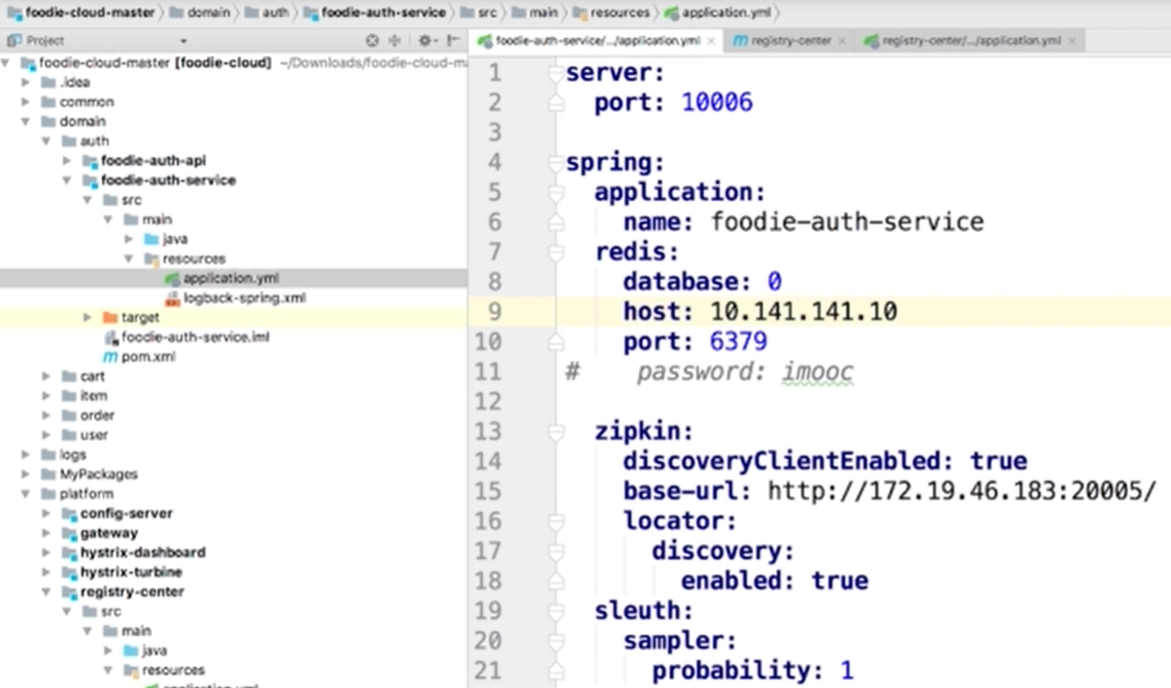 foodie-cloud-master domain auth foodie-auth-service src main resources application.yml
Project
foodie-auth-service/.../application.yml registry-center registry-center/.../application.yml
foodie-cloud-master [foodie-cloud] ~/Downloads/foodie-cloud-m
.idea
common
domain
auth
foodie-auth-api
foodie-auth-service
src
main
java
resources
application.yml
logback-spring.xml
target
foodie-auth-service.iml
pom.xml
cart
item
order
user
logs
MyPackages
platform
config-server
gateway
hystrix-dashboard
hystrix-turbine
registry-center
src
main
java
resources
application.yml
1 server:
2 port: 10006
3
4 spring:
5 application:
6 name: foodie-auth-service
7 redis:
8 database: 0
9 host: 10.141.141.10
10 port: 6379
11 # password: imooc
12
13 zipkin:
14 discoveryClientEnabled: true
15 base-url: http://172.19.46.183:20005/
16 locator:
17 discovery:
18 enabled: true
19 sleuth:
20 sampler:
21 probability: 1